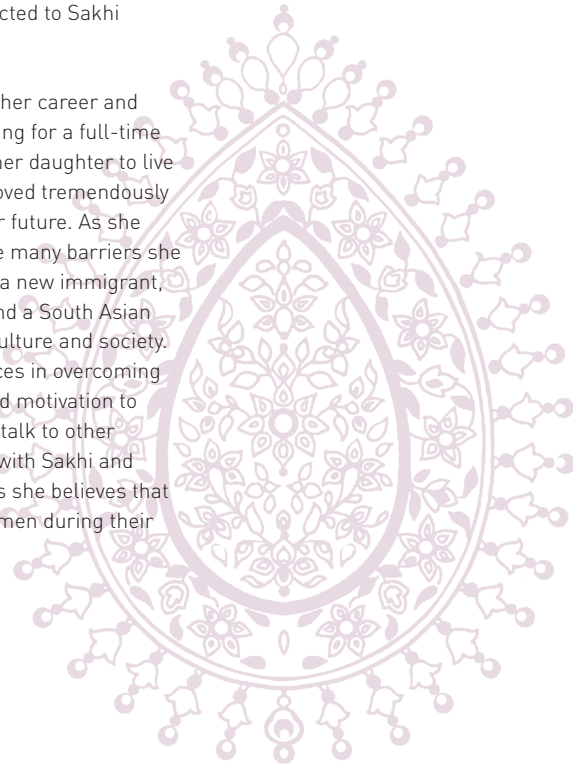 cted to Sakhi
her career and
ing for a full-time
her daughter to live
oved tremendously
r future. As she
e many barriers she
a new immigrant,
nd a South Asian
ulture and society.
ces in overcoming
d motivation to
talk to other
with Sakhi and
s she believes that
men during their